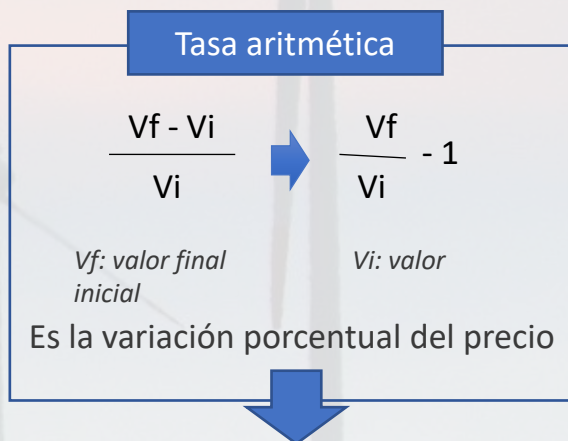 Tasa aritmética
Vf - Vi
Vi
Vf
Vi
- 1
Vf: valor final
Vi: valor
inicial
Es la variación porcentual del precio